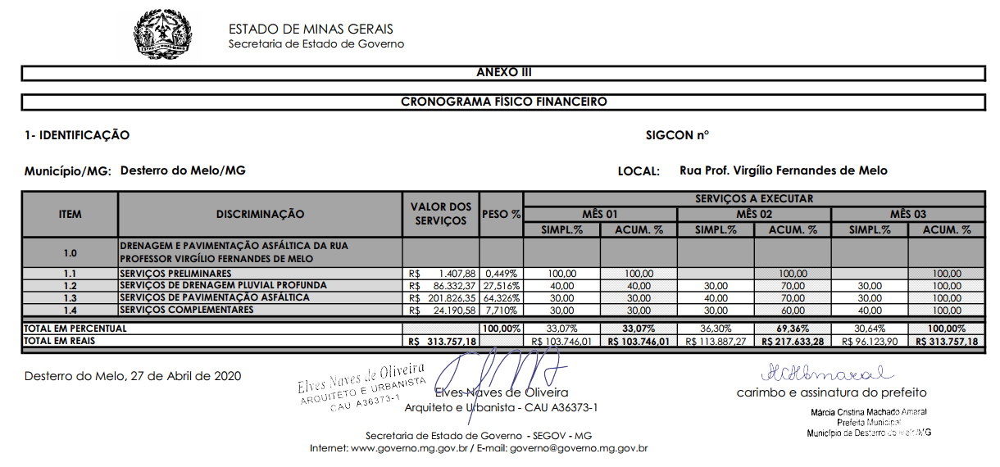 ESTADO DE MINAS GERAIS
Secretaria de Estado de Governo
ANEXO III
CRONOGRAMA FÍSICO FINANCEIRO
1- IDENTIFICAÇÃO SIGCON nº
Município/MG: Desterro do Melo/MG LOCAL: Rua Prof. Virgílio Fernandes de Melo
ITEM DISCRIMINAÇÃO VALOR DOS SERVIÇOS PESO % SERVIÇOS A EXECUTAR
MÊS 01 MÊS 02 MÊS 03
SIMPL.% ACUM. % SIMPL.% ACUM. % SIMPL.% ACUM. %
1.0 DRENAGEM E PAVIMENTAÇÃO ASFÁLTICA DA RUA
PROFESSOR VIRGÍLIO FERNANDES DE MELO
1.1 SERVIÇOS PRELIMINARES R$ 1.407,88 0,449% 100,00 100,00 100,00 100,00
1.2 SERVIÇOS DE DRENAGEM PLUVIAL PROFUNDA R$ 86.332,37 27,516% 40,00 40,00 30,00 70,00 30,00 100,00
1.3 SERVIÇOS DE PAVIMENTAÇÃO ASFÁLTICA R$ 201.826,35 64,326% 30,00 30,00 40,00 70,00 30,00 100,00
1.4 SERVIÇOS COMPLEMENTARES R$ 24.190,58 7,710% 30,00 30,00 30,00 60,00 40,00 100,00
TOTAL EM PERCENTUAL 100,00% 33,07% 33,07% 36,30% 69,36% 30,64% 100,00%
TOTAL EM REAIS R$ 313.757,18 R$ 103.746,01 R$ 103.746,01 R$ 113.887,27 R$ 217.633,28 R$ 96.123,90 R$ 313.757,18
Desterro do Melo, 27 de Abril de 2020
Elves Naves de Oliveira
ARQUITETO E URBANISTA
CAU A36373-1
Elves Naves de Oliveira
Arquiteto e Urbanista - CAU A36373-1
carimbo e assinatura do prefeito
Márcia Cristina Machado Amaral
Prefeita Municipal
Município de Desterro do /MG
Secretaria de Estado de Governo - SEGOV - MG
Internet: www.governo.mg.gov.br / E-mail: governo@governo.mg.gov.br